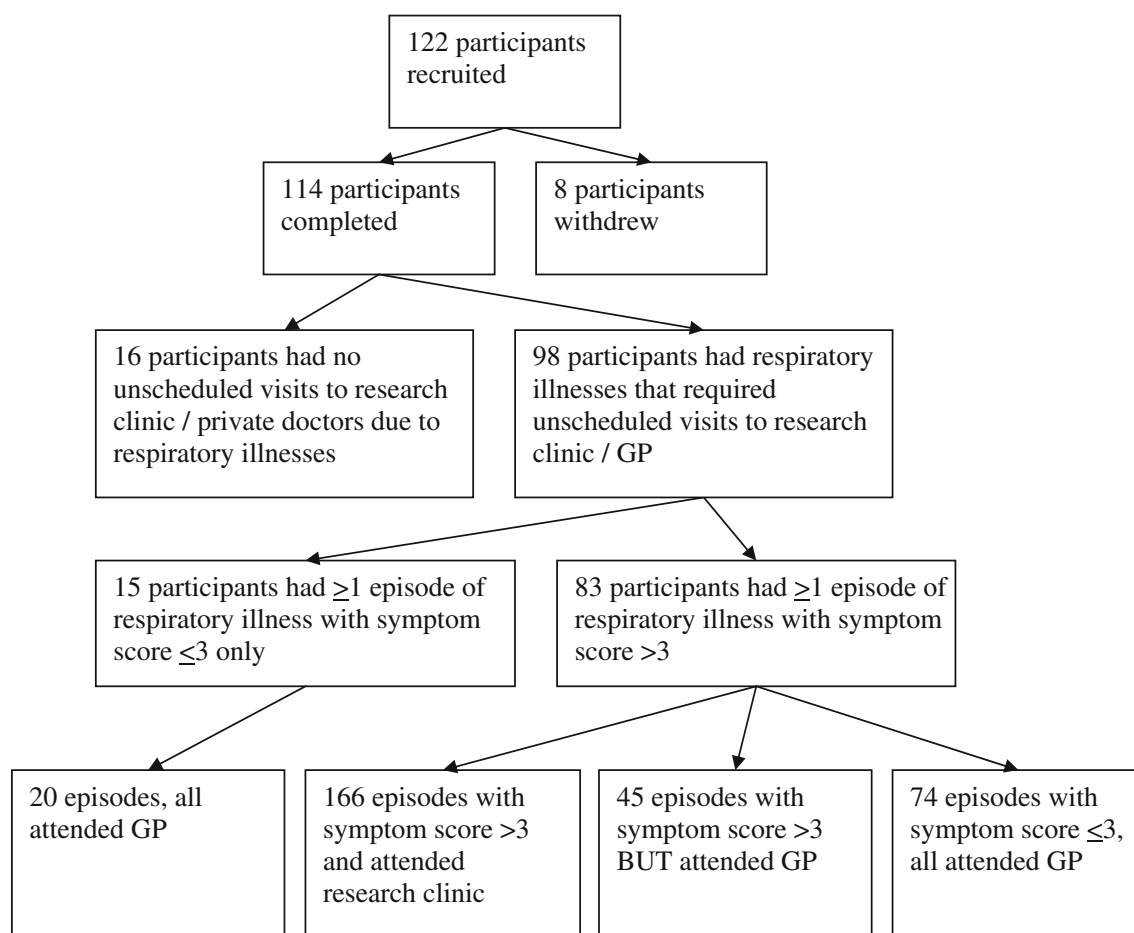 122 participants
recruited
114 participants
completed
8 participants
withdrew
16 participants had no
unscheduled visits to research
clinic / private doctors due to
respiratory illnesses
98 participants had respiratory
illnesses that required
unscheduled visits to research
clinic / GP
15 participants had ≥1 episode of
respiratory illness with symptom
score ≤3 only
83 participants had ≥1 episode of
respiratory illness with symptom
score >3
20 episodes, all
attended GP
166 episodes with
symptom score >3
and attended
research clinic
45 episodes with
symptom score >3
BUT attended GP
74 episodes with
symptom score ≤3,
all attended GP